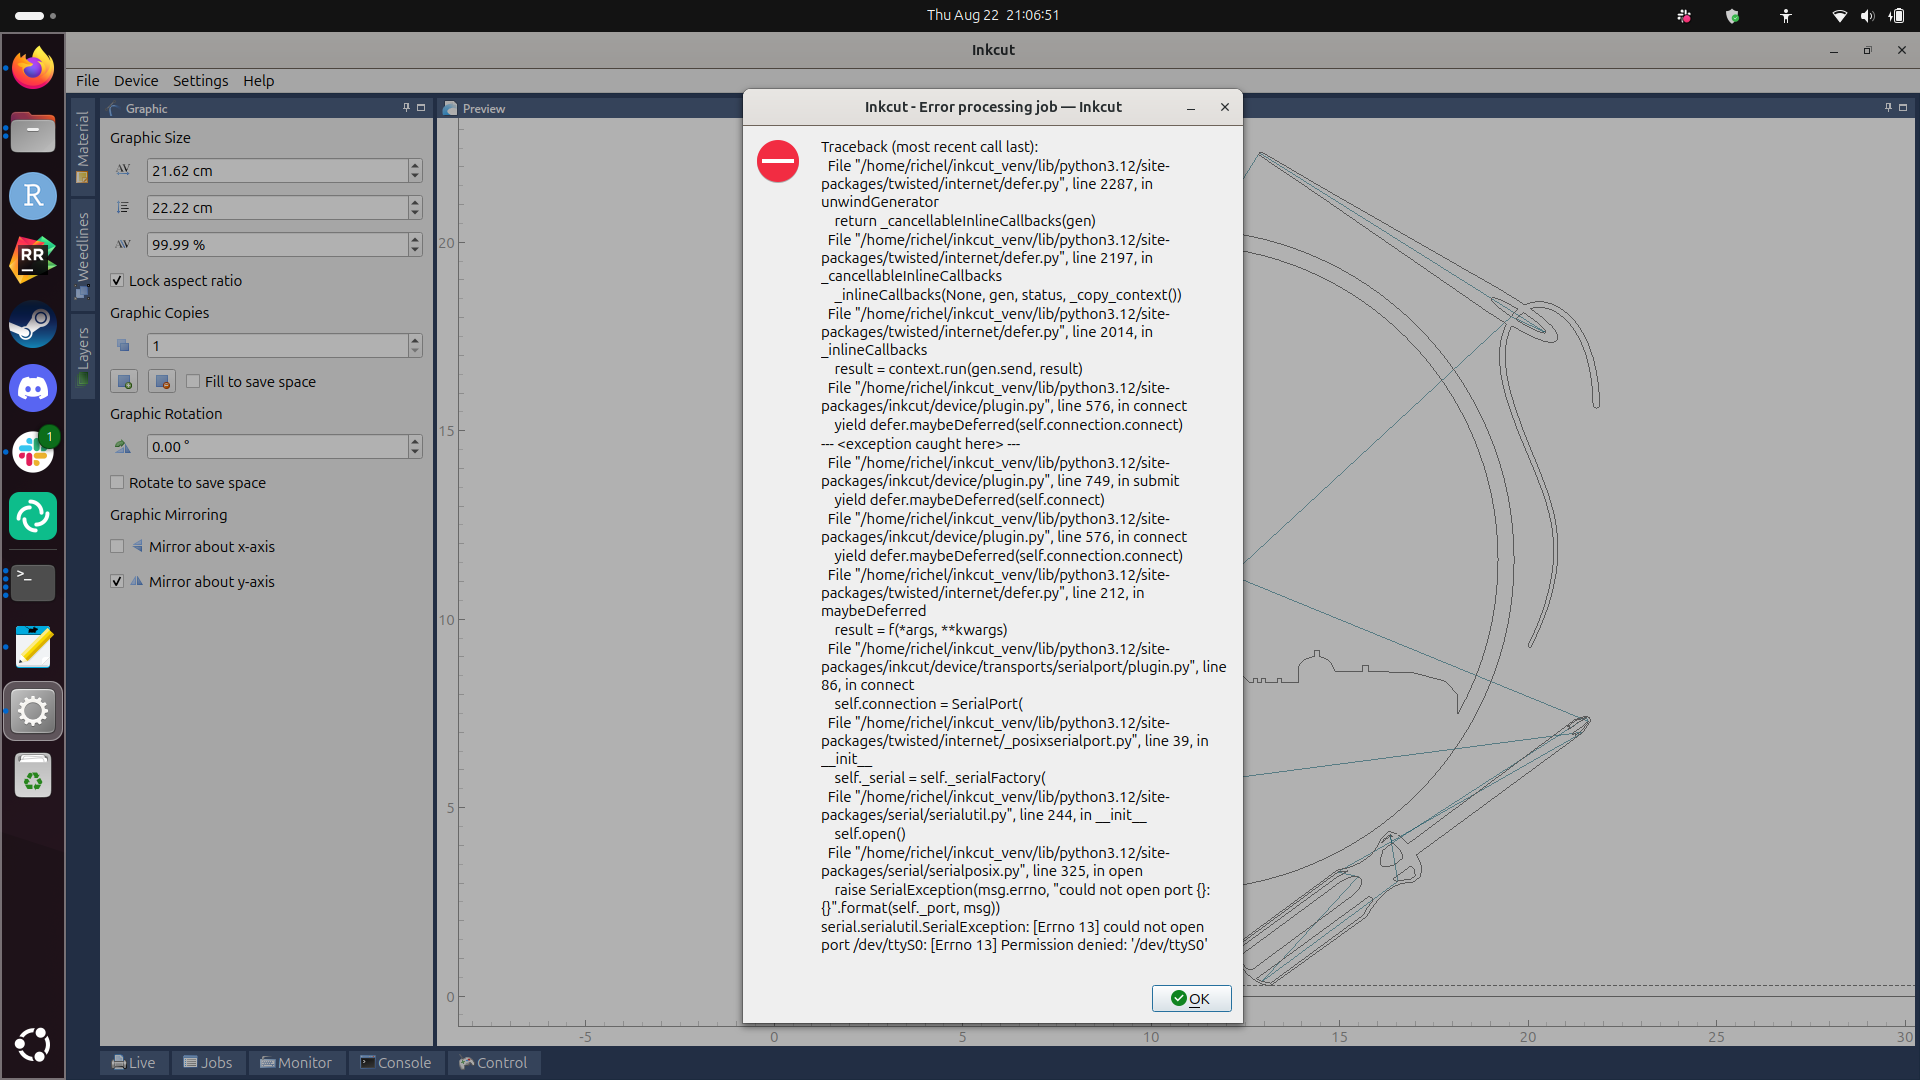 Thu Aug 22 21:06:51
Inkcut
File Device Settings Help
Material
Weedlines
Layers
Graphic
Graphic Size
21.62 cm
22.22 cm
99.99 %
Lock aspect ratio
Graphic Copies
1
Fill to save space
Graphic Rotation
0.00 °
Rotate to save space
Graphic Mirroring
Mirror about x-axis
Mirror about y-axis
Preview
20
15
10
5
0
-5
0
5
10
15
20
25
30
Inkcut - Error processing job — Inkcut
Traceback (most recent call last):
File "/home/richel/inkcut_venv/lib/python3.12/site-
packages/twisted/internet/defer.py", line 2287, in
unwindGenerator
return _cancellableInlineCallbacks(gen)
File "/home/richel/inkcut_venv/lib/python3.12/site-
packages/twisted/internet/defer.py", line 2197, in
_cancellableInlineCallbacks
_inlineCallbacks(None, gen, status, _copy_context())
File "/home/richel/inkcut_venv/lib/python3.12/site-
packages/twisted/internet/defer.py", line 2014, in
_inlineCallbacks
result = context.run(gen.send, result)
File "/home/richel/inkcut_venv/lib/python3.12/site-
packages/inkcut/device/plugin.py", line 576, in connect
yield defer.maybeDeferred(self.connection.connect)
--- <exception caught here> ---
File "/home/richel/inkcut_venv/lib/python3.12/site-
packages/inkcut/device/plugin.py", line 749, in submit
yield defer.maybeDeferred(self.connect)
File "/home/richel/inkcut_venv/lib/python3.12/site-
packages/inkcut/device/plugin.py", line 576, in connect
yield defer.maybeDeferred(self.connection.connect)
File "/home/richel/inkcut_venv/lib/python3.12/site-
packages/twisted/internet/defer.py", line 212, in
maybeDeferred
result = f(*args, **kwargs)
File "/home/richel/inkcut_venv/lib/python3.12/site-
packages/inkcut/device/transports/serialport/plugin.py", line
86, in connect
self.connection = SerialPort(
File "/home/richel/inkcut_venv/lib/python3.12/site-
packages/twisted/internet/_posixserialport.py", line 39, in
__init__
self._serial = self._serialFactory(
File "/home/richel/inkcut_venv/lib/python3.12/site-
packages/serial/serialutil.py", line 244, in __init__
self.open()
File "/home/richel/inkcut_venv/lib/python3.12/site-
packages/serial/serialposix.py", line 325, in open
raise SerialException(msg.errno, "could not open port {}:
{}".format(self._port, msg))
serial.serialutil.SerialException: [Errno 13] could not open
port /dev/ttyS0: [Errno 13] Permission denied: '/dev/ttyS0'
OK
Live Jobs Monitor Console Control
R
RR
1
>_